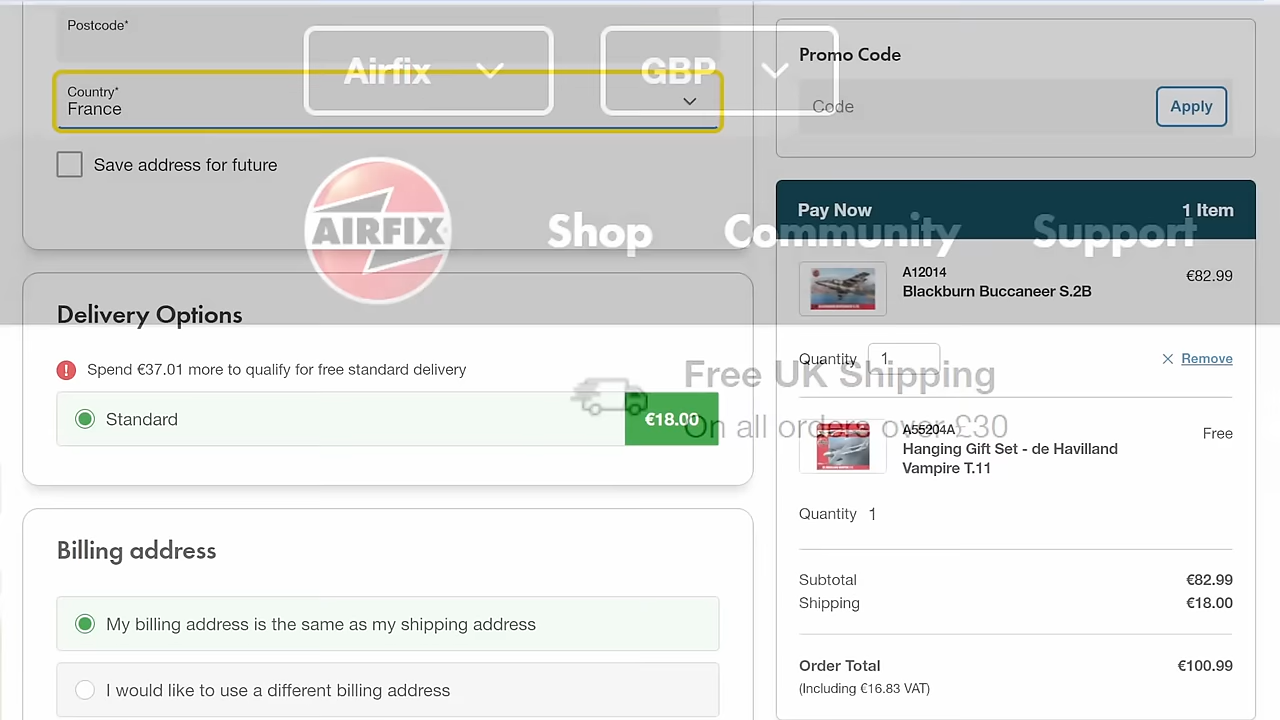 Postcode*
Country*
France
Airfix
GBP
Save address for future
AIRFIX
Shop
Community
Support
Delivery Options
Spend €37.01 more to qualify for free standard delivery
Standard
€18.00
Free UK Shipping
On all orders over £30
Billing address
My billing address is the same as my shipping address
I would like to use a different billing address
Promo Code
Code
Apply
Pay Now
1 Item
A12014
€82.99
Blackburn Buccaneer S.2B
Quantity 1
Remove
A55204A
Free
Hanging Gift Set - de Havilland
Vampire T.11
Quantity 1
Subtotal €82.99
Shipping €18.00
Order Total €100.99
(Including €16.83 VAT)